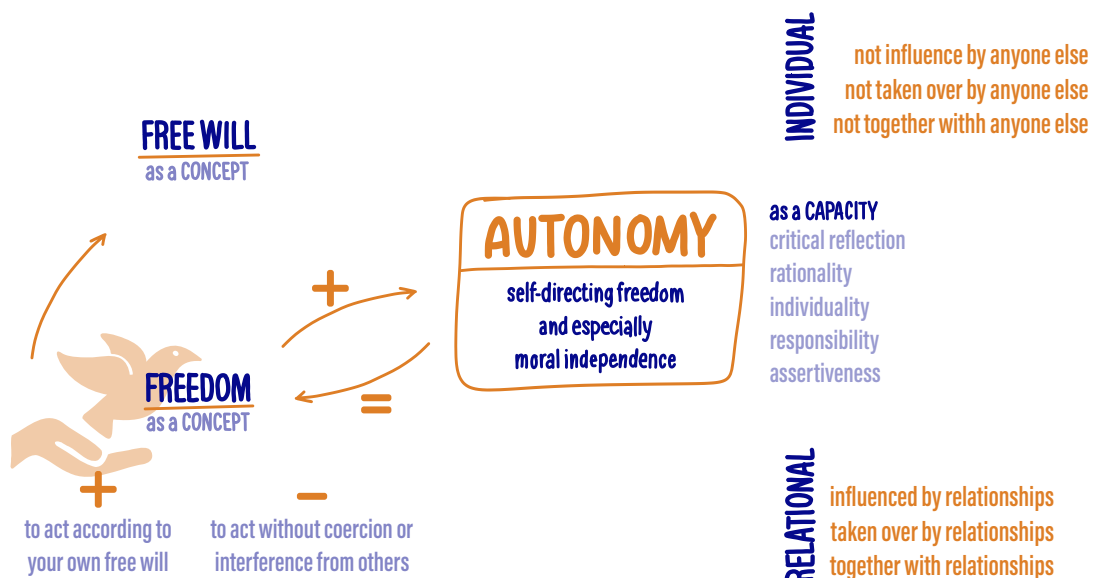 FREE WILL
as a CONCEPT
+
FREEDOM
as a CONCEPT
+
to act according to
your own free will
–
to act without coercion or
interference from others
=
AUTONOMY
self-directing freedom
and especially
moral independence
INDIVIDUAL
not influence by anyone else
not taken over by anyone else
not together withh anyone else
as a CAPACITY
critical reflection
rationality
individuality
responsibility
assertiveness
RELATIONAL
influenced by relationships
taken over by relationships
together with relationships